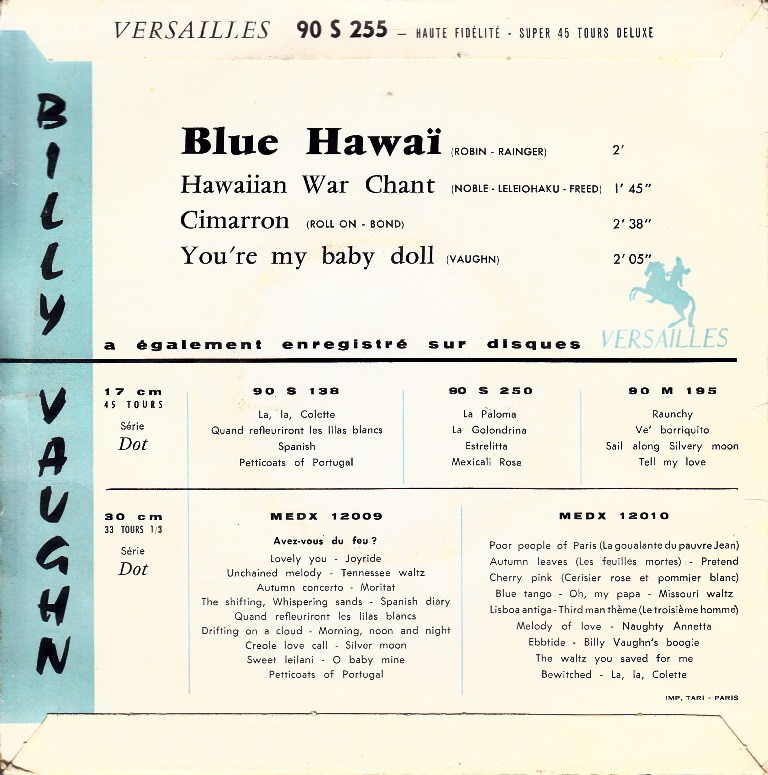 VERSAILLES 90 S 255 – HAUTE FIDÉLITÉ - SUPER 45 TOURS DELUXE
BILLY VAUGHN
Blue Hawaï (ROBIN - RAINGER) 2'
Hawaiian War Chant (NOBLE - LELEIOHAKU - FREED) 1' 45"
Cimarron (ROLL ON - BOND) 2' 38"
You're my baby doll (VAUGHN) 2' 05"
VERSAILLES
a également enregistré sur disques
17 cm
45 TOURS
Série
Dot
90 S 138
La, la, Colette
Quand refleuriront les lilas blancs
Spanish
Petticoats of Portugal
90 S 250
La Paloma
La Golondrina
Estrelitta
Mexicali Rose
90 M 195
Raunchy
Ve' borriquito
Sail along Silvery moon
Tell my love
30 cm
33 TOURS 1/3
Série
Dot
MEDX 12009
Avez-vous du feu ?
Lovely you - Joyride
Unchained melody - Tennessee waltz
Autumn concerto - Moritat
The shifting, Whispering sands - Spanish diary
Quand refleuriront les lilas blancs
Drifting on a cloud - Morning, noon and night
Creole love call - Silver moon
Sweet leilani - O baby mine
Petticoats of Portugal
MEDX 12010
Poor people of Paris (La goualante du pauvre Jean)
Autumn leaves (Les feuilles mortes) - Pretend
Cherry pink (Cerisier rose et pommier blanc)
Blue tango - Oh, my papa - Missouri waltz
Lisboa antiga - Third man thème (Le troisième homme)
Melody of love - Naughty Annetta
Ebbtide - Billy Vaughn's boogie
The waltz you saved for me
Bewitched - La, la, Colette
IMP. TARI - PARIS